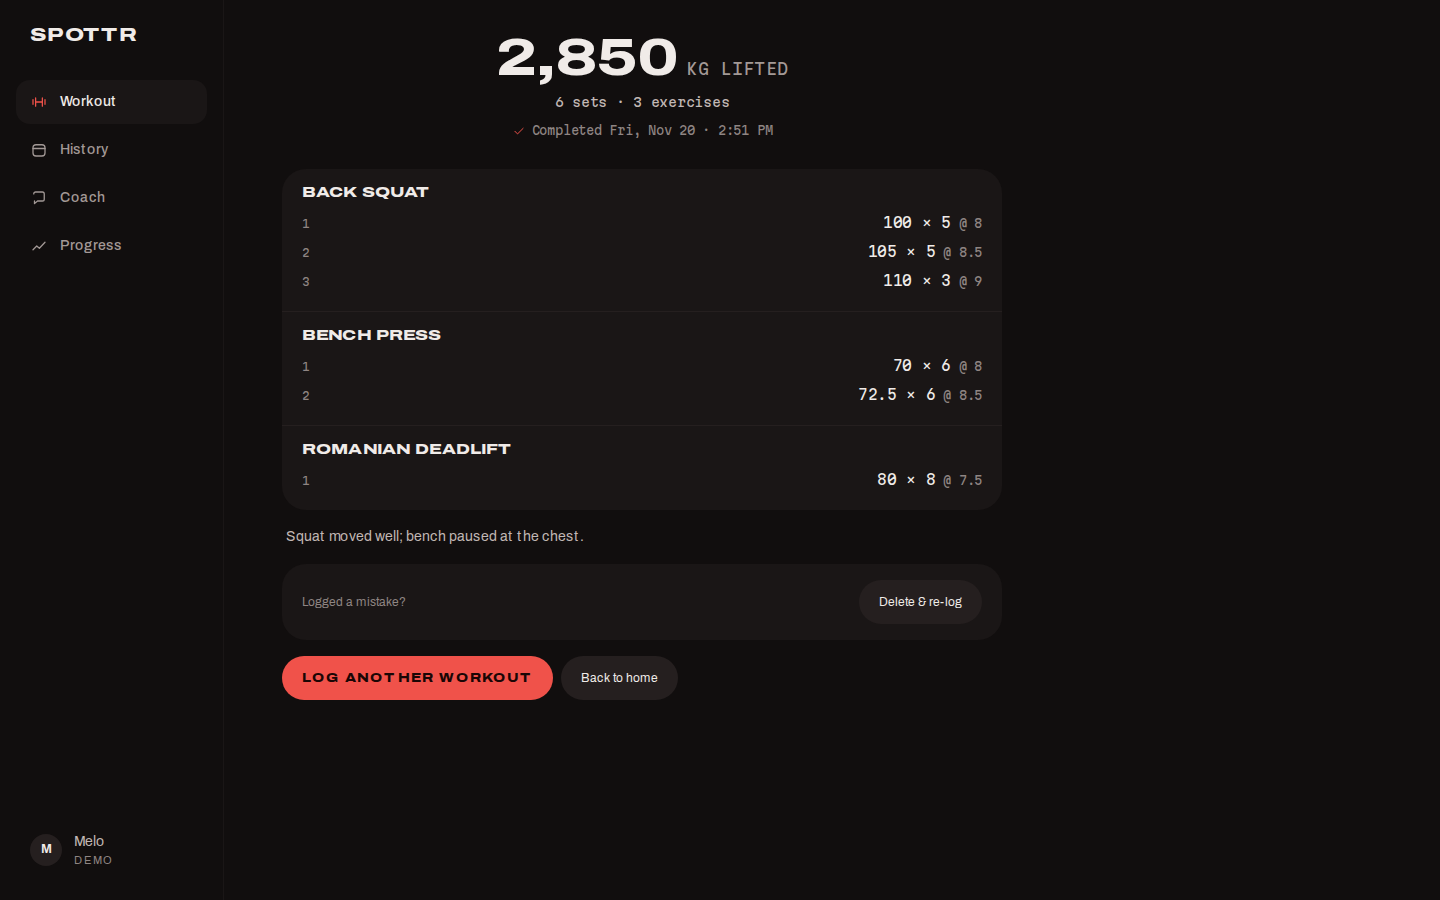 SPOTTR
Workout
History
Coach
Progress
2,850 KG LIFTED
6 sets · 3 exercises
Completed Fri, Nov 20 · 2:51 PM
BACK SQUAT
1 100 × 5 @ 8
2 105 × 5 @ 8.5
3 110 × 3 @ 9
BENCH PRESS
1 70 × 6 @ 8
2 72.5 × 6 @ 8.5
ROMANIAN DEADLIFT
1 80 × 8 @ 7.5
Squat moved well; bench paused at the chest.
Logged a mistake? Delete & re-log
LOG ANOTHER WORKOUT Back to home
M Melo
DEMO